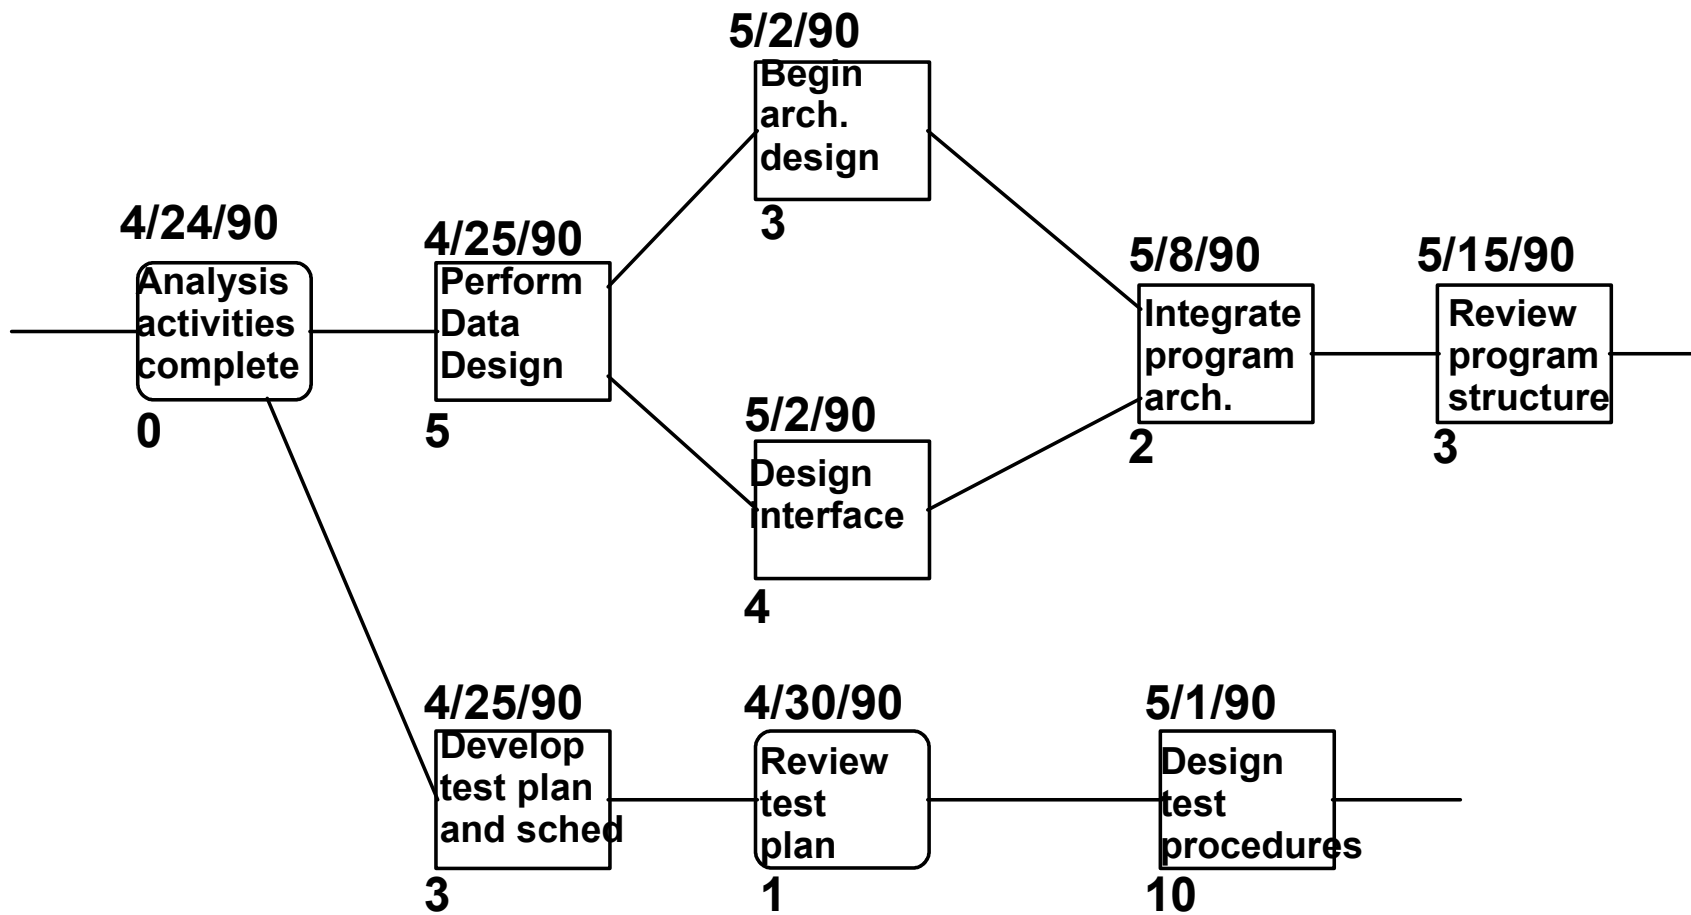 5/2/90
Begin
arch.
design
3
4/24/90
Analysis
activities
complete
0
4/25/90
Perform
Data
Design
5
5/2/90
Design
interface
4
5/8/90
Integrate
program
arch.
2
5/15/90
Review
program
structure
3
4/25/90
Develop
test plan
and sched
3
4/30/90
Review
test
plan
1
5/1/90
Design
test
procedures
10